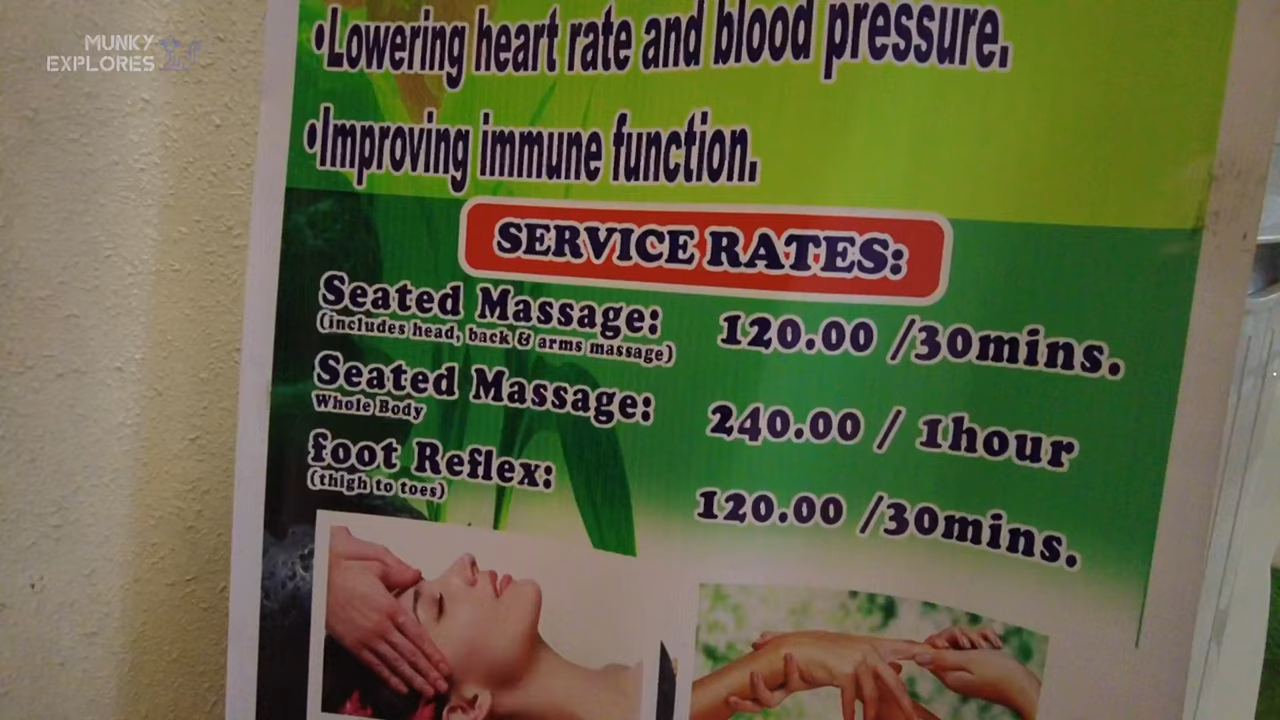 MUNKY
EXPLORES
•Lowering heart rate and blood pressure.
•Improving immune function.
SERVICE RATES:
Seated Massage: 120.00 /30mins.
(includes head, back & arms massage)
Seated Massage: 240.00 / 1hour
Whole Body
foot Reflex: 120.00 /30mins.
(thigh to toes)